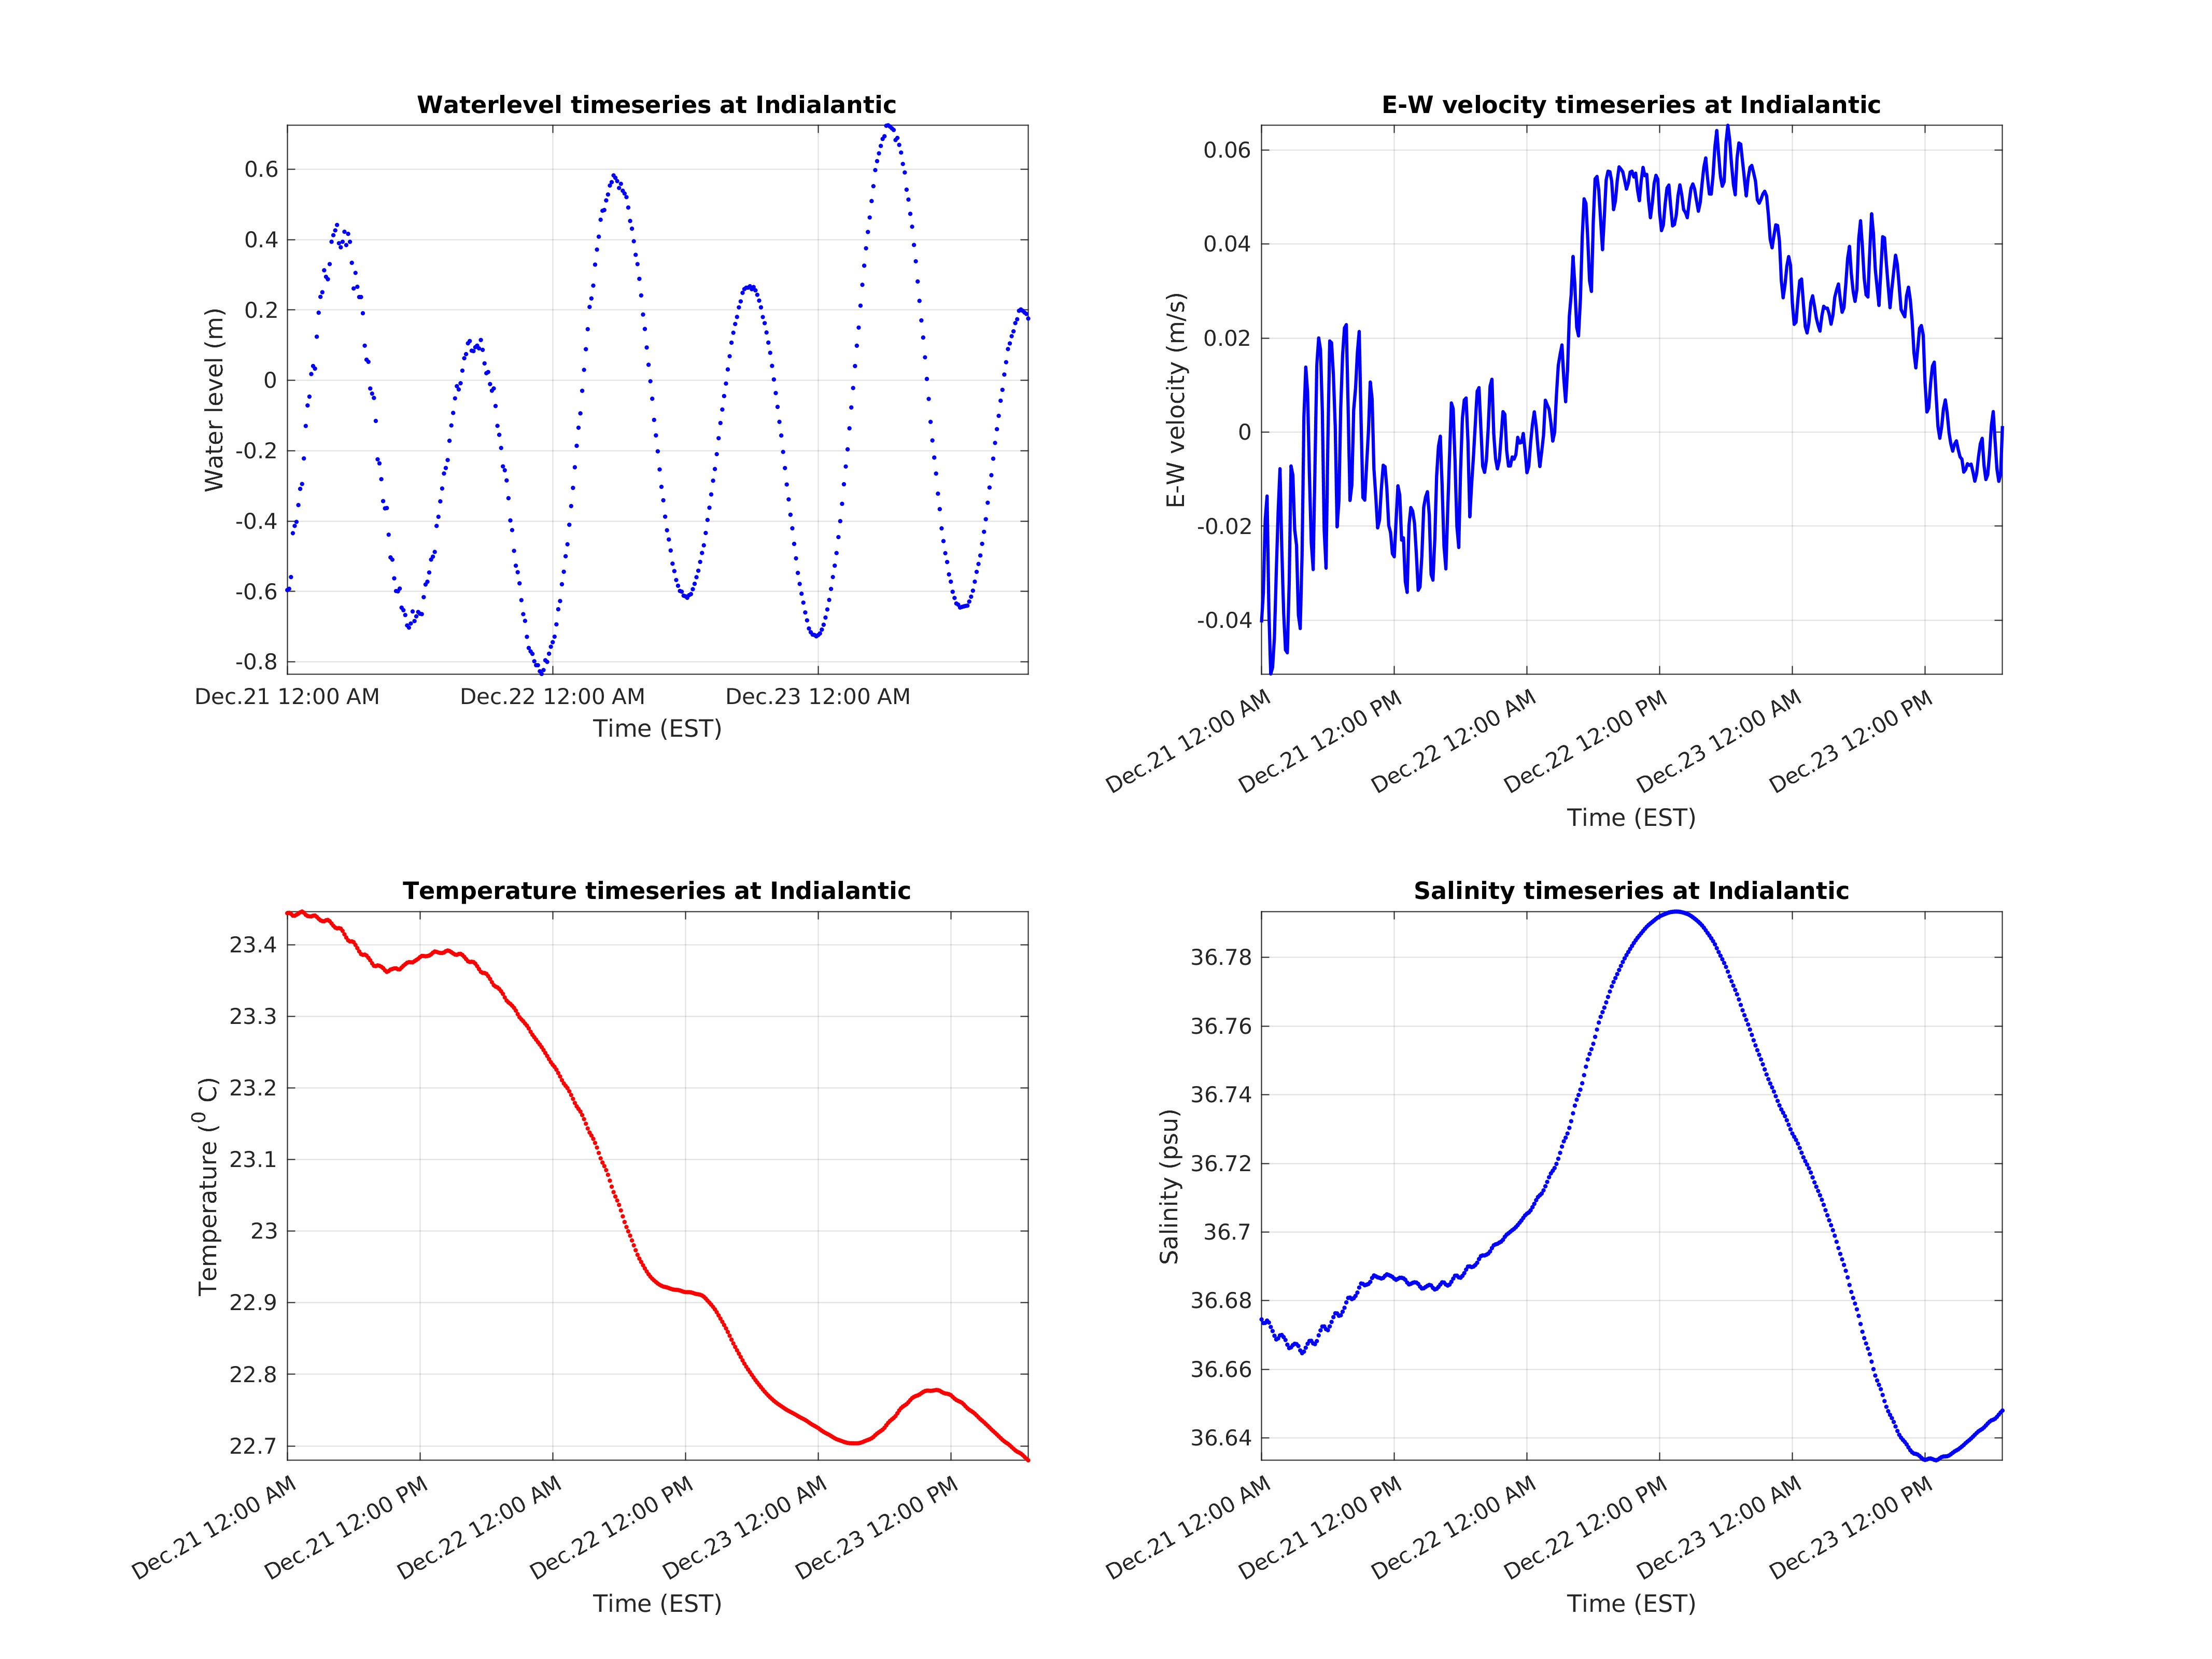 Waterlevel timeseries at Indialantic
0.6
0.4
0.2
0
-0.2
-0.4
-0.6
-0.8
Water level (m)
Dec.21 12:00 AM
Dec.22 12:00 AM
Dec.23 12:00 AM
Time (EST)
E-W velocity timeseries at Indialantic
0.06
0.04
0.02
0
-0.02
-0.04
E-W velocity (m/s)
Dec.21 12:00 AM
Dec.21 12:00 PM
Dec.22 12:00 AM
Dec.22 12:00 PM
Dec.23 12:00 AM
Dec.23 12:00 PM
Time (EST)
Temperature timeseries at Indialantic
23.4
23.3
23.2
23.1
23
22.9
22.8
22.7
Temperature (⁰ C)
Dec.21 12:00 AM
Dec.21 12:00 PM
Dec.22 12:00 AM
Dec.22 12:00 PM
Dec.23 12:00 AM
Dec.23 12:00 PM
Time (EST)
Salinity timeseries at Indialantic
36.78
36.76
36.74
36.72
36.7
36.68
36.66
36.64
Salinity (psu)
Dec.21 12:00 AM
Dec.21 12:00 PM
Dec.22 12:00 AM
Dec.22 12:00 PM
Dec.23 12:00 AM
Dec.23 12:00 PM
Time (EST)